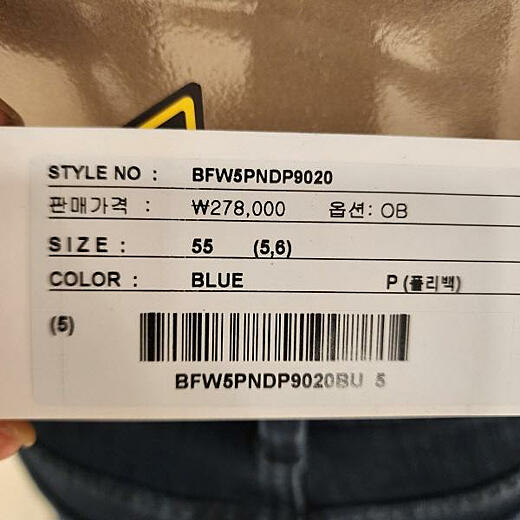 STYLE NO : BFW5PNDP9020
판매가격 : ₩278,000 옵션: OB
SIZE : 55 (5,6)
COLOR : BLUE P (폴리백)
(5)
BFW5PNDP9020BU 5